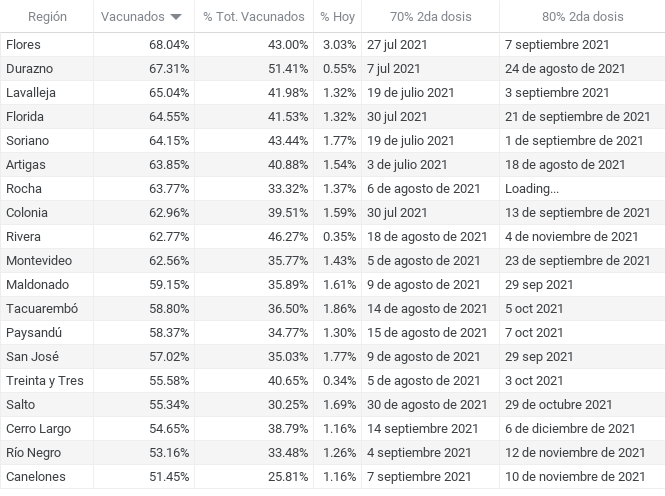 Región Vacunados % Tot. Vacunados % Hoy 70% 2da dosis 80% 2da dosis
Flores 68.04% 43.00% 3.03% 27 jul 2021 7 septiembre 2021
Durazno 67.31% 51.41% 0.55% 7 jul 2021 24 de agosto de 2021
Lavalleja 65.04% 41.98% 1.32% 19 de julio 2021 3 septiembre 2021
Florida 64.55% 41.53% 1.32% 30 jul 2021 21 de septiembre de 2021
Soriano 64.15% 43.44% 1.77% 19 de julio 2021 1 de septiembre de 2021
Artigas 63.85% 40.88% 1.54% 3 de julio 2021 18 de agosto de 2021
Rocha 63.77% 33.32% 1.37% 6 de agosto de 2021 Loading...
Colonia 62.96% 39.51% 1.59% 30 jul 2021 13 de septiembre de 2021
Rivera 62.77% 46.27% 0.35% 18 de agosto de 2021 4 de noviembre de 2021
Montevideo 62.56% 35.77% 1.43% 5 de agosto de 2021 23 de septiembre de 2021
Maldonado 59.15% 35.89% 1.61% 9 de agosto de 2021 29 sep 2021
Tacuarembó 58.80% 36.50% 1.86% 14 de agosto de 2021 5 oct 2021
Paysandú 58.37% 34.77% 1.30% 15 de agosto de 2021 7 oct 2021
San José 57.02% 35.03% 1.77% 9 de agosto de 2021 29 sep 2021
Treinta y Tres 55.58% 40.65% 0.34% 5 de agosto de 2021 3 oct 2021
Salto 55.34% 30.25% 1.69% 30 de agosto de 2021 29 de octubre 2021
Cerro Largo 54.65% 38.79% 1.16% 14 septiembre 2021 6 de diciembre de 2021
Río Negro 53.16% 33.48% 1.26% 4 septiembre 2021 12 de noviembre de 2021
Canelones 51.45% 25.81% 1.16% 7 septiembre 2021 10 de noviembre de 2021